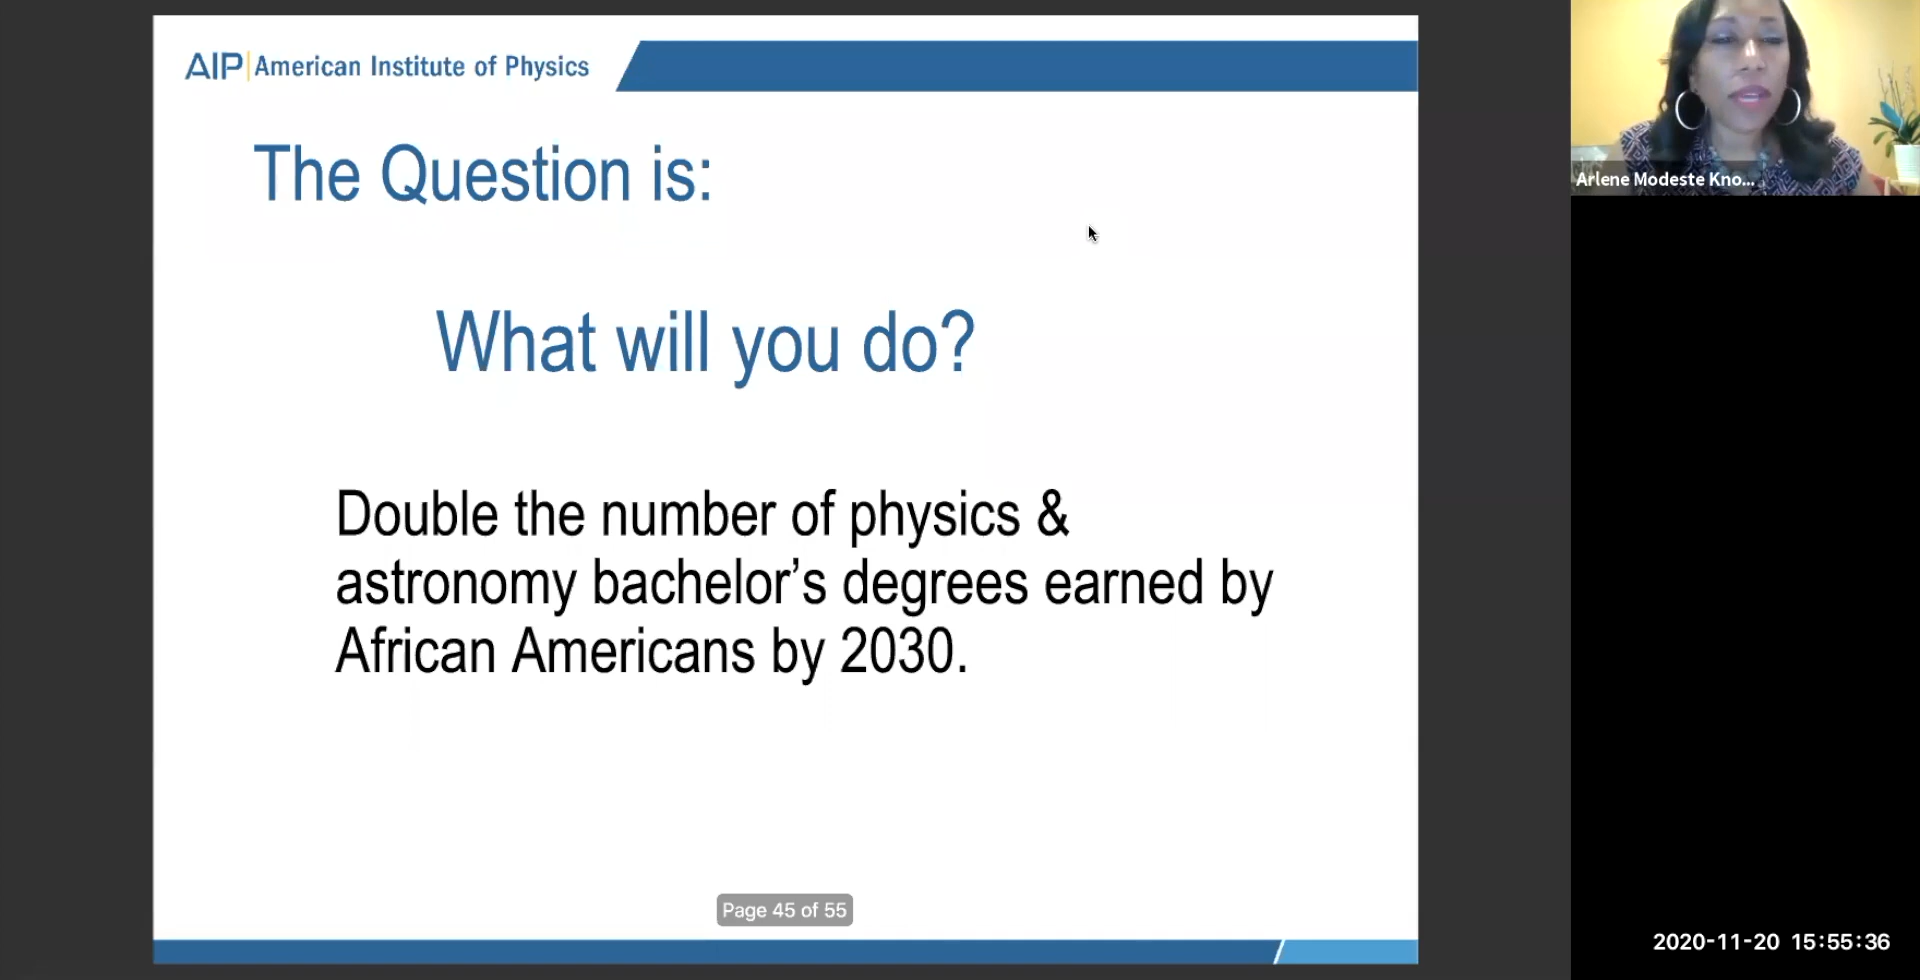 AIP American Institute of Physics
The Question is:
What will you do?
Double the number of physics &
astronomy bachelor’s degrees earned by
African Americans by 2030.
Page 45 of 55
Arlene Modeste Kno...
2020-11-20 15:55:36